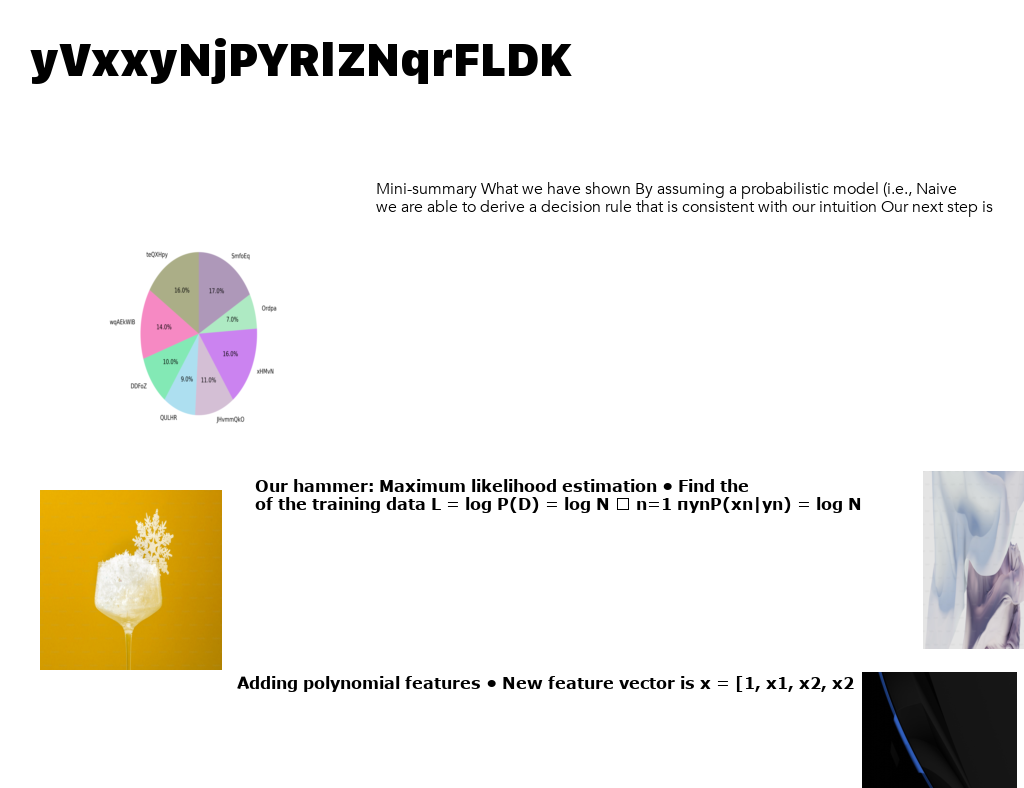 yVxxyNjPYRlZNqrFLDK
Mini-summary What we have shown By assuming a probabilistic model (i.e., Naive
we are able to derive a decision rule that is consistent with our intuition Our next step is
teQXHpy
SmfoEq
16.0%
17.0%
Ordpa
7.0%
wqAEkWlB
14.0%
16.0%
10.0%
xHMvN
9.0%
11.0%
DDFoZ
QULHR
JHvmmQkO
Our hammer: Maximum likelihood estimation • Find the
of the training data L = log P(D) = log N □ n=1 πynP(xn|yn) = log N
Adding polynomial features • New feature vector is x = [1, x1, x2, x2